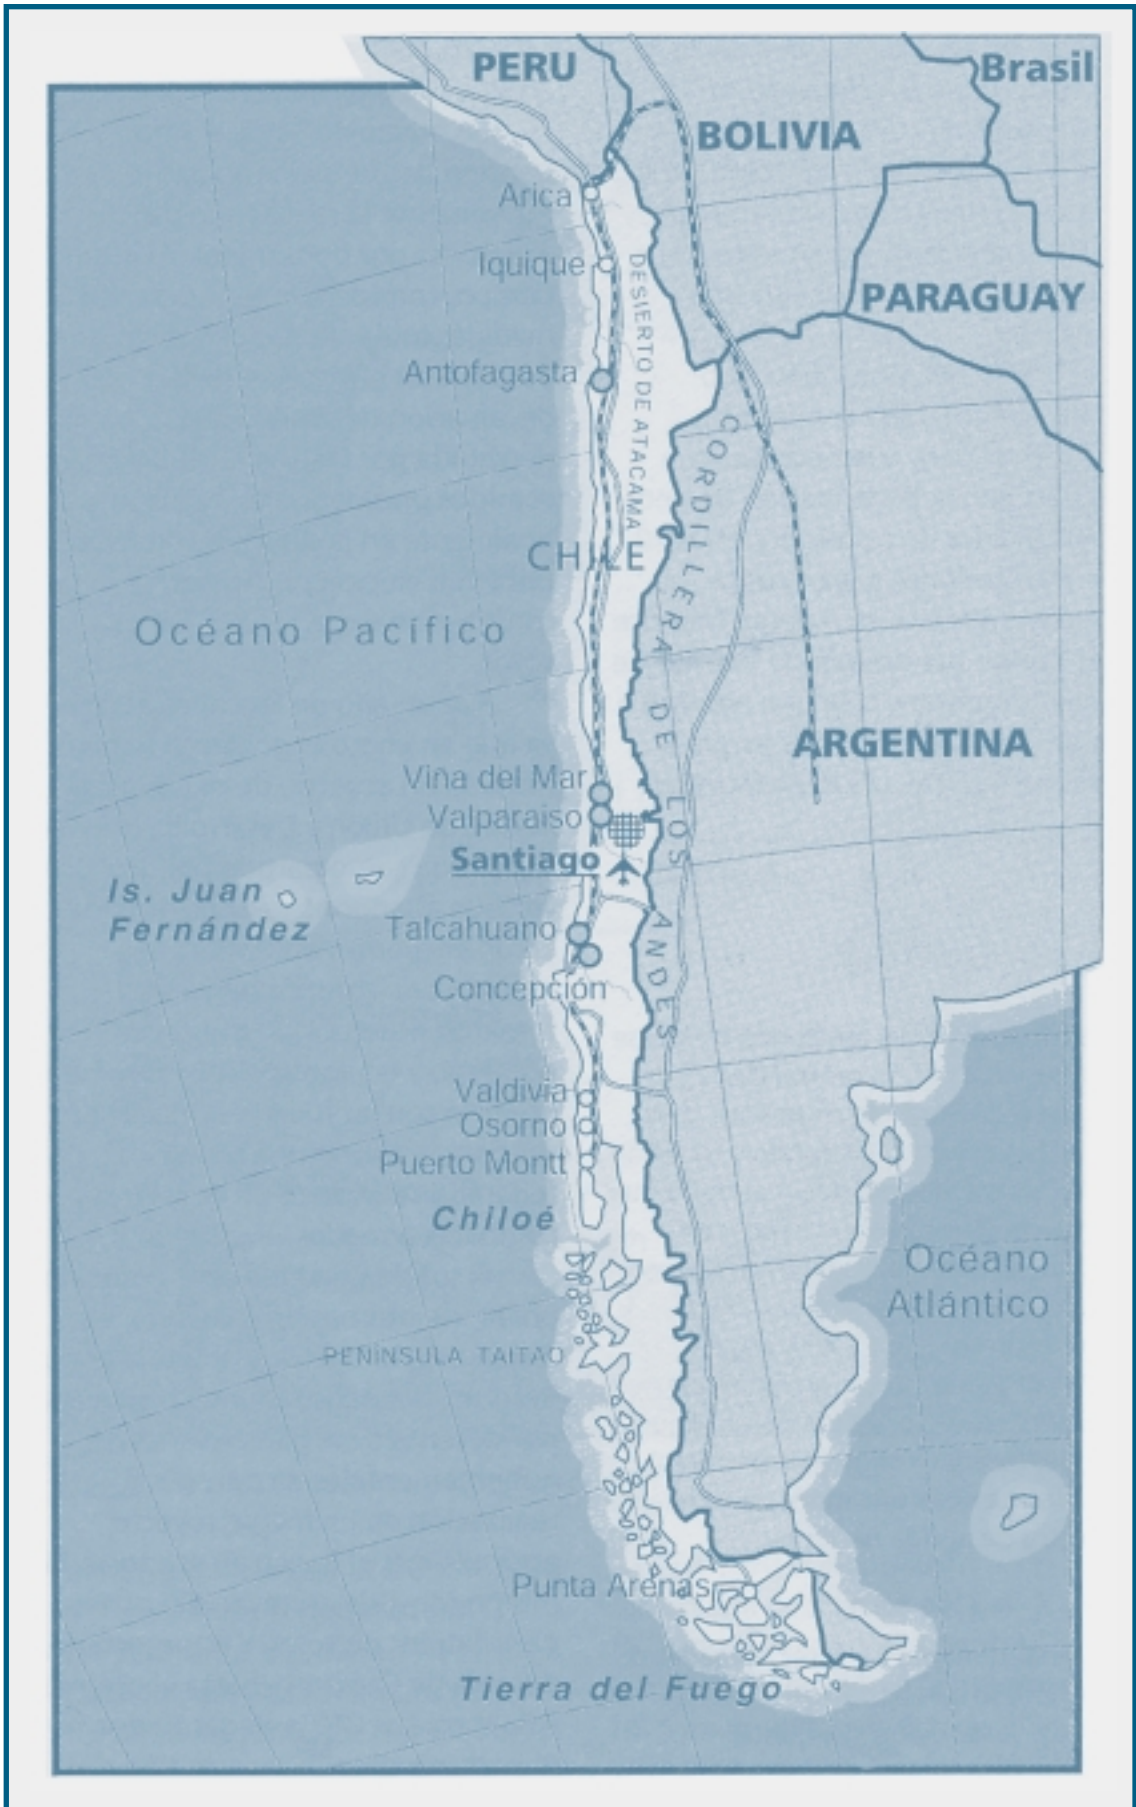 PERU
Brasil
BOLIVIA
Arica
Iquique
PARAGUAY
DESIERTO DE ATACAMA
Antofagasta
CORDILLERA DE LOS ANDES
CHILE
Océano Pacífico
ARGENTINA
Viña del Mar
Valparaiso
Santiago
Is. Juan
Fernández
Talcahuano
Concepción
Valdivia
Osorno
Puerto Montt
Chiloé
Océano
Atlántico
PENÍNSULA TAITAO
Punta Arenas
Tierra del Fuego